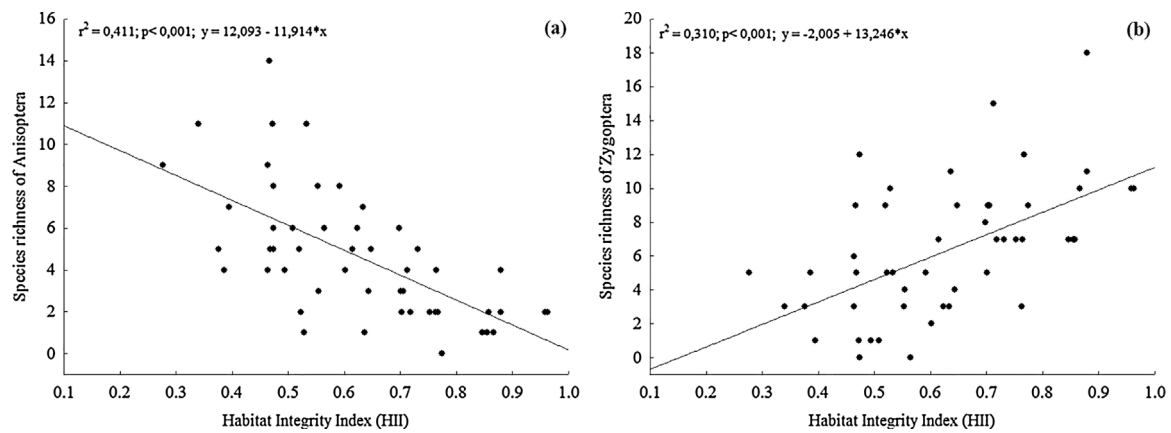 r² = 0,411; p< 0,001; y = 12,093 - 11,914*x
(a)
16
14
12
10
8
6
4
2
0
Species richness of Anisoptera
0.1 0.2 0.3 0.4 0.5 0.6 0.7 0.8 0.9 1.0
Habitat Integrity Index (HII)
r² = 0,310; p< 0,001; y = -2,005 + 13,246*x
(b)
20
18
16
14
12
10
8
6
4
2
0
Species richness of Zygoptera
0.1 0.2 0.3 0.4 0.5 0.6 0.7 0.8 0.9 1.0
Habitat Integrity Index (HII)